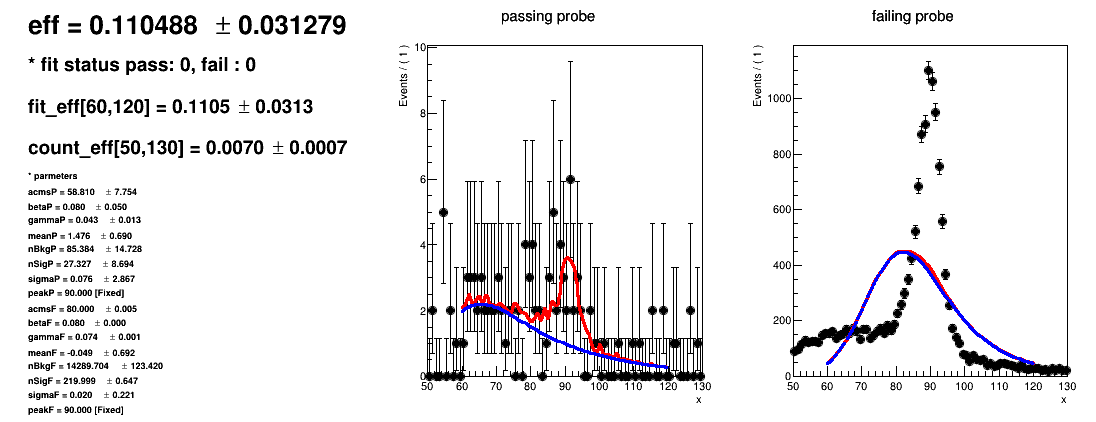 eff = 0.110488 ± 0.031279
* fit status pass: 0, fail : 0
fit_eff[60,120] = 0.1105 ± 0.0313
count_eff[50,130] = 0.0070 ± 0.0007
* parmeters
acmsP = 58.810 ± 7.754
betaP = 0.080 ± 0.050
gammaP = 0.043 ± 0.013
meanP = 1.476 ± 0.690
nBkgP = 85.384 ± 14.728
nSigP = 27.327 ± 8.694
sigmaP = 0.076 ± 2.867
peakP = 90.000 [Fixed]
acmsF = 80.000 ± 0.005
betaF = 0.080 ± 0.000
gammaF = 0.074 ± 0.001
meanF = -0.049 ± 0.692
nBkgF = 14289.704 ± 123.420
nSigF = 219.999 ± 0.647
sigmaF = 0.020 ± 0.221
peakF = 90.000 [Fixed]
passing probe
Events / ( 1 )
10
8
6
4
2
0
50 60 70 80 90 100 110 120 130
x
failing probe
Events / ( 1 )
1000
800
600
400
200
0
50 60 70 80 90 100 110 120 130
x